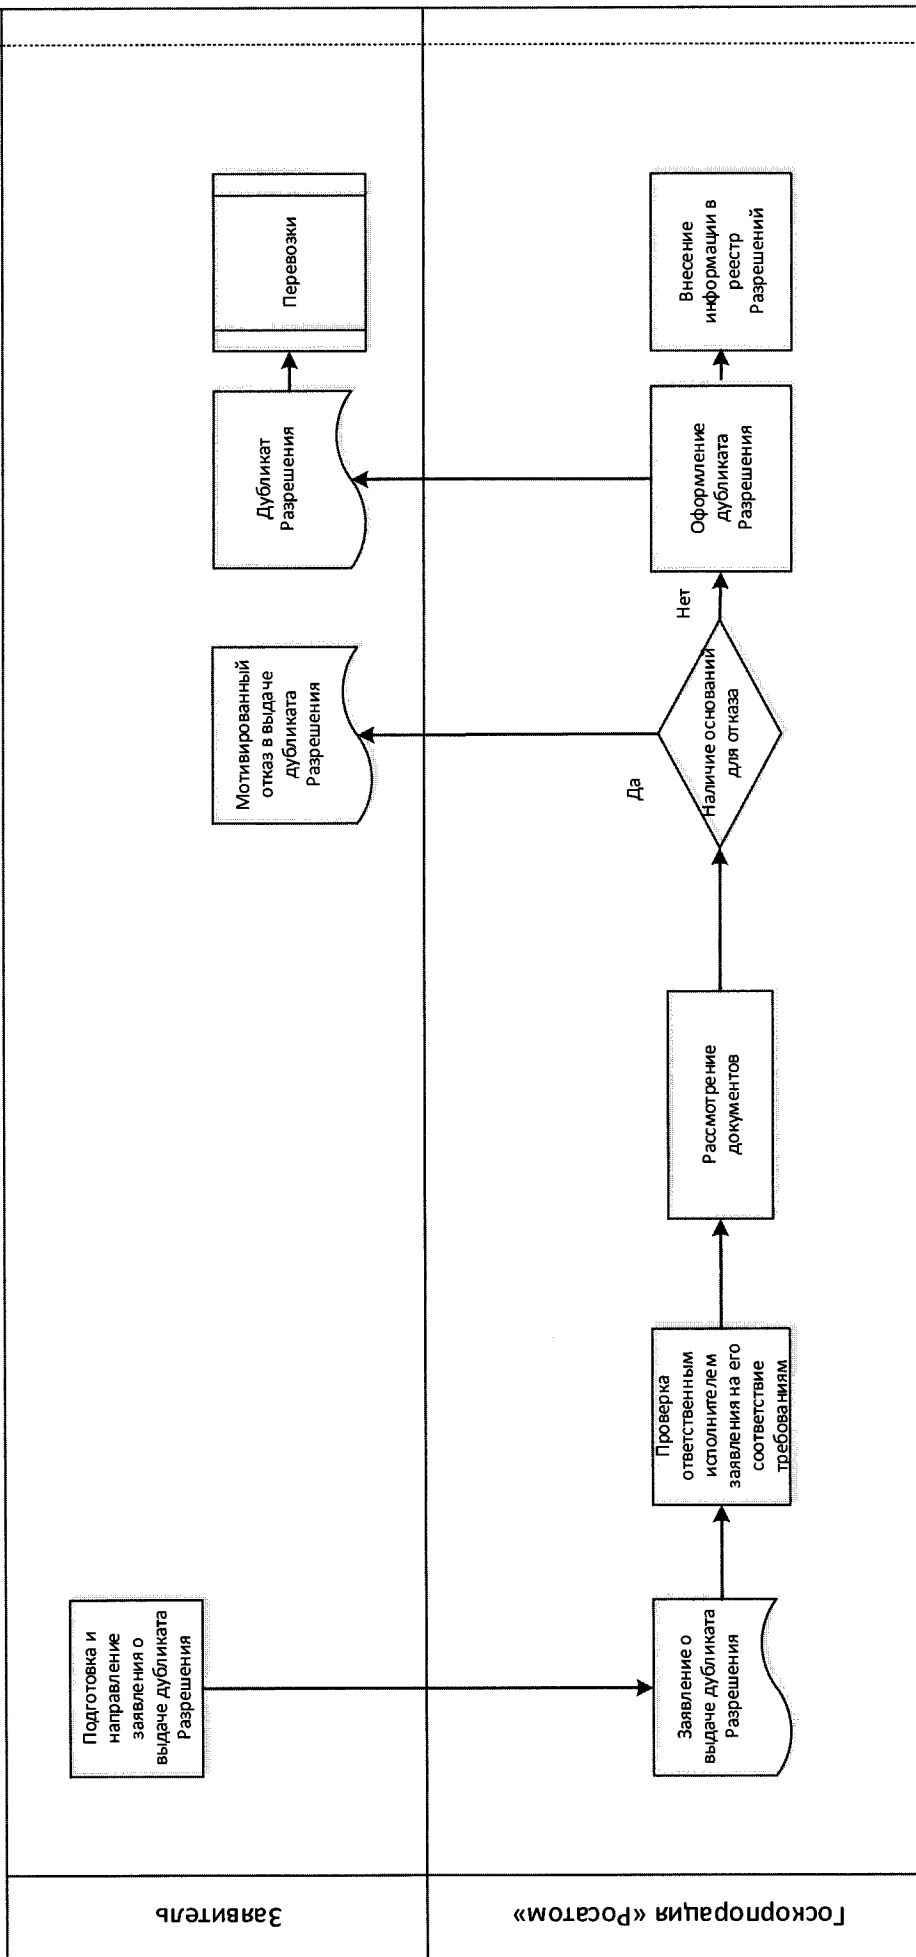 Заявитель
Подготовка и
направление
заявления о
выдаче дубликата
Разрешения
Мотивированный
отказ в выдаче
дубликата
Разрешения
Дубликат
Разрешения
Перевозки
Госкорпорация «Росатом»
Заявление о
выдаче дубликата
Разрешения
Проверка
ответственным
исполнителем
заявления на его
соответствие
требованиям
Рассмотрение
документов
Наличие оснований
для отказа
Да
Нет
Оформление
дубликата
Разрешения
Внесение
информации в
реестр
Разрешений